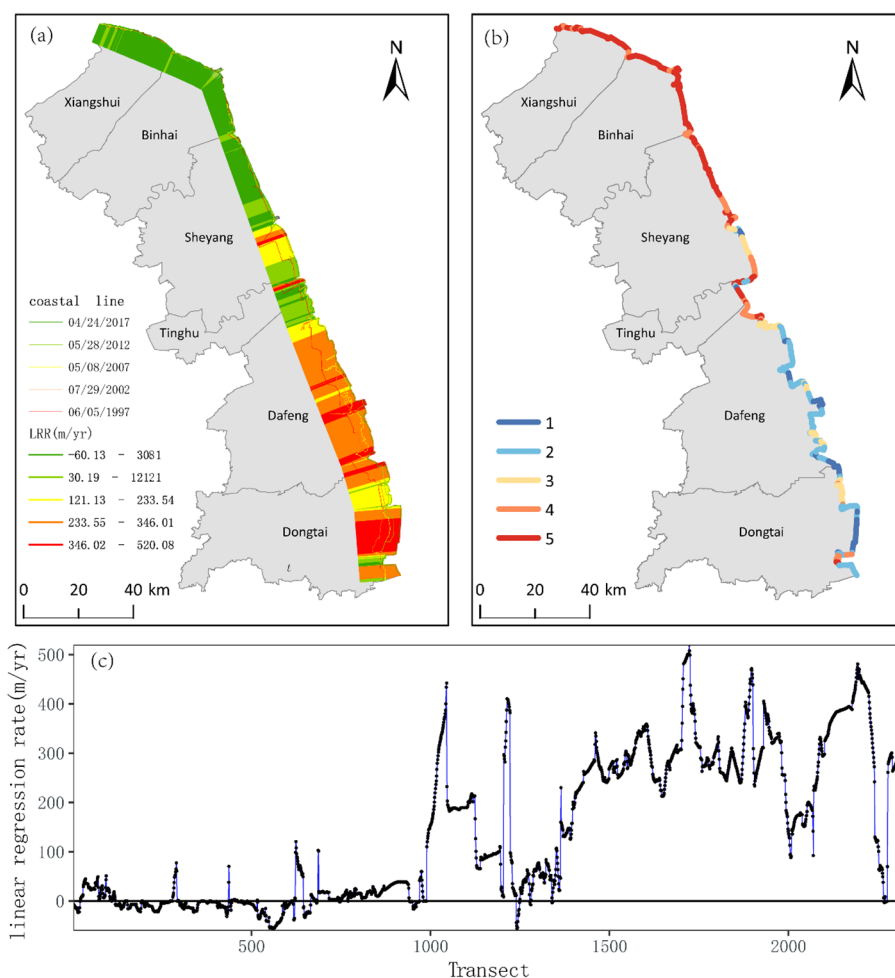 (a)
N
Xiangshui
Binhai
Sheyang
Tinghu
Dafeng
Dongtai
t
coastal line
04/24/2017
05/28/2012
05/08/2007
07/29/2002
06/05/1997
LRR(m/yr)
-60.13 - 3081
30.19 - 12121
121.13 - 233.54
233.55 - 346.01
346.02 - 520.08
0 20 40 km
(b)
N
Xiangshui
Binhai
Sheyang
Tinghu
Dafeng
Dongtai
1
2
3
4
5
0 20 40 km
(c)
linear regression rate(m/yr)
500
400
300
200
100
0
500 1000 1500 2000
Transect